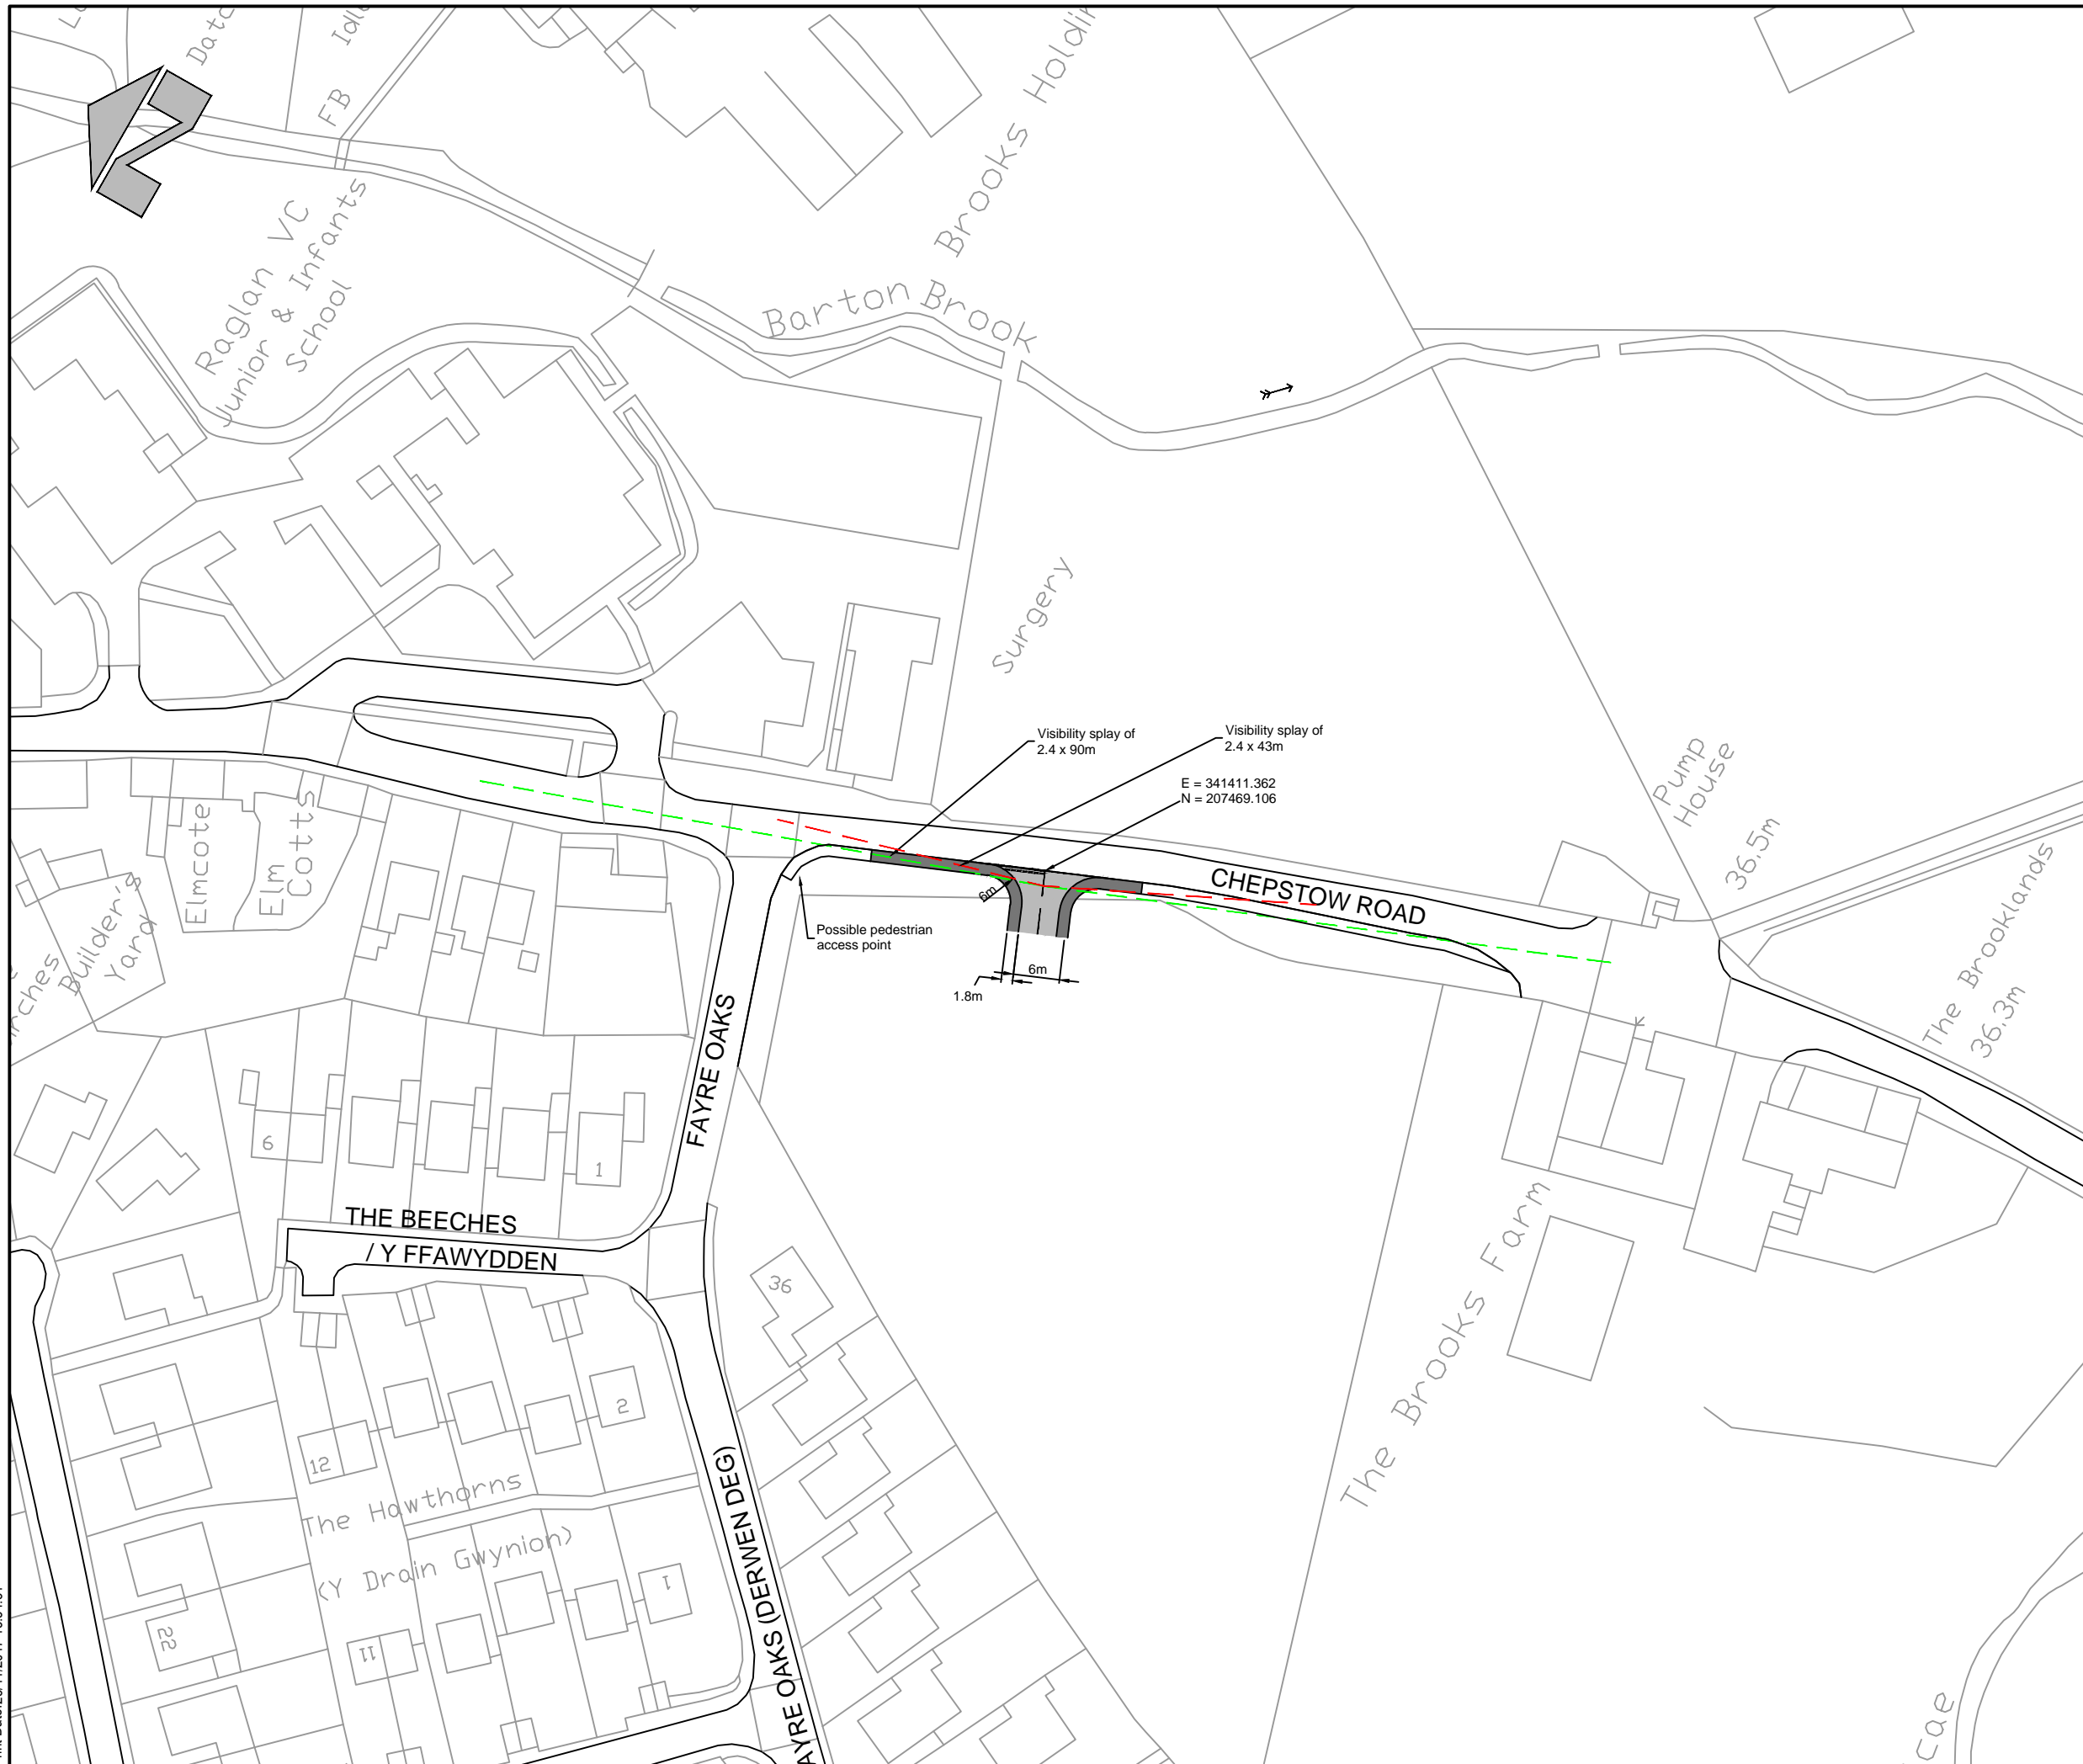 Idle
FB
Raglan VC
Junior & Infants
School
Brooks
Barton Brook
Surgery
Visibility splay of
2.4 x 90m
Visibility splay of
2.4 x 43m
E = 341411.362
N = 207469.106
Pump
House
36.5m
The Brooklands
36.3m
CHEPSTOW ROAD
Elmcote
Elm
Cotts
Builder's
Yard
6m
Possible pedestrian
access point
6m
1.8m
FAYRE OAKS
6
1
THE BEECHES
/ Y FFAWYDDEN
36
The Brooks Farm
2
12
The Hawthorns
(Y Drain Gwynion)
1
11
22
OAKS (DERWEN DEG)